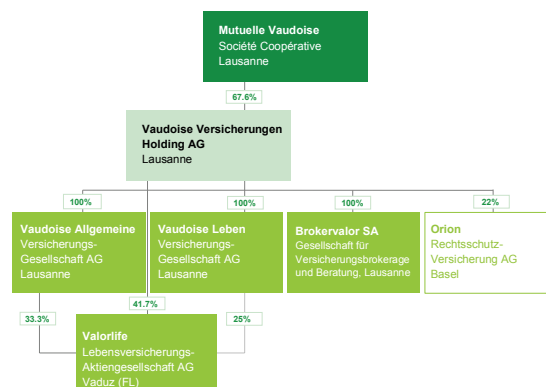 Mutuelle Vaudoise
Société Coopérative
Lausanne
67.6%
Vaudoise Versicherungen
Holding AG
Lausanne
100%
100%
100%
22%
Vaudoise Allgemeine
Versicherungs-
Gesellschaft AG
Lausanne
Vaudoise Leben
Versicherungs-
Gesellschaft AG
Lausanne
Brokervalor SA
Gesellschaft für
Versicherungsbrokerage
und Beratung, Lausanne
Orion
Rechtsschutz-
Versicherung AG
Basel
33.3%
41.7%
25%
Valorlife
Lebensversicherungs-
Aktiengesellschaft AG
Vaduz (FL)